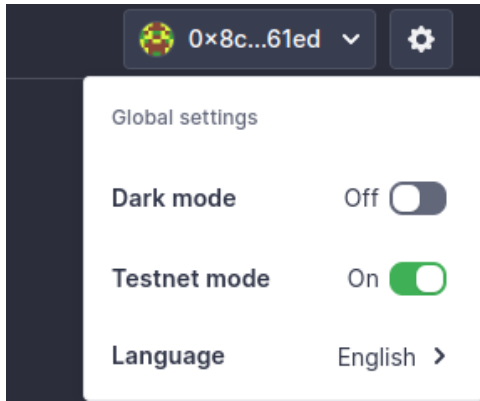 0×8c...61ed
Global settings
Dark mode Off
Testnet mode On
Language English